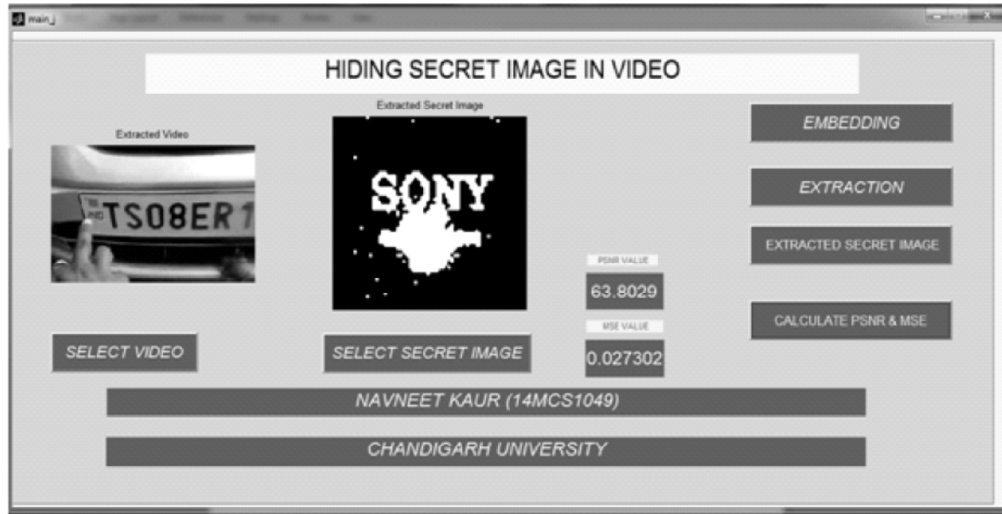 main_j
HIDING SECRET IMAGE IN VIDEO
Extracted Secret Image
Extracted Video
EMBEDDING
SONY
EXTRACTION
IND
TS08ER1
EXTRACTED SECRET IMAGE
PSNR VALUE
63.8029
CALCULATE PSNR & MSE
MSE VALUE
SELECT VIDEO
SELECT SECRET IMAGE
0.027302
NAVNEET KAUR (14MCS1049)
CHANDIGARH UNIVERSITY